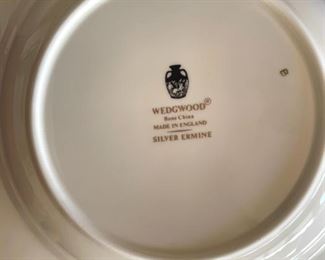 WEDGWOOD®
Bone China
MADE IN ENGLAND
SILVER ERMINE